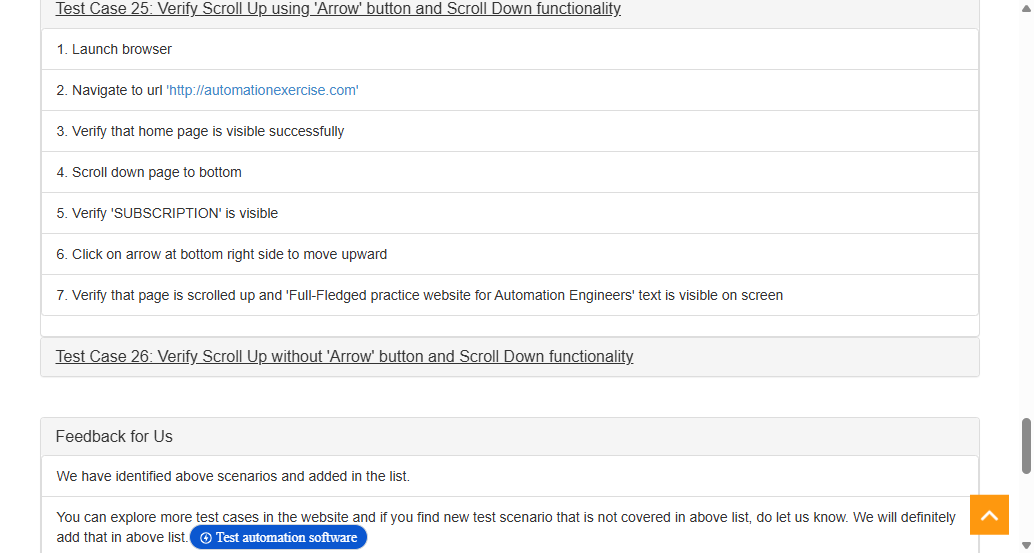 Test Case 25: Verify Scroll Up using 'Arrow' button and Scroll Down functionality
1. Launch browser
2. Navigate to url 'http://automationexercise.com'
3. Verify that home page is visible successfully
4. Scroll down page to bottom
5. Verify 'SUBSCRIPTION' is visible
6. Click on arrow at bottom right side to move upward
7. Verify that page is scrolled up and 'Full-Fledged practice website for Automation Engineers' text is visible on screen
Test Case 26: Verify Scroll Up without 'Arrow' button and Scroll Down functionality
Feedback for Us
We have identified above scenarios and added in the list.
You can explore more test cases in the website and if you find new test scenario that is not covered in above list, do let us know. We will definitely
add that in above list.
Test automation software